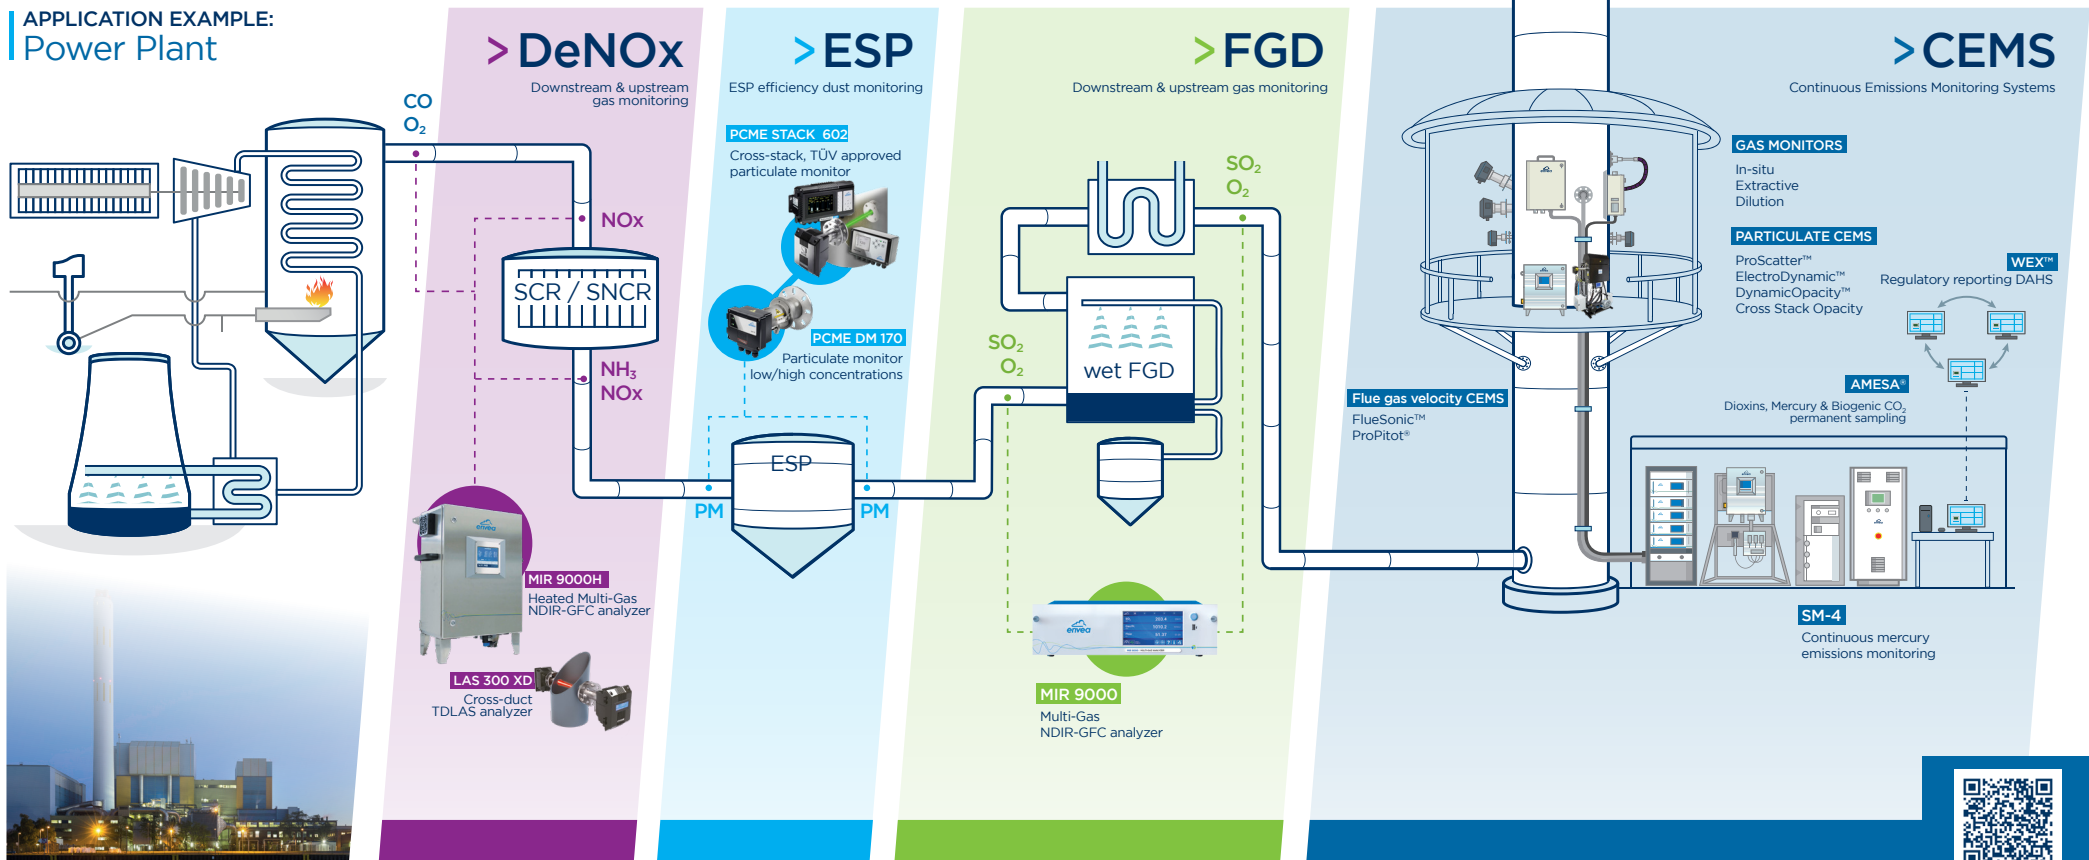 APPLICATION EXAMPLE:
Power Plant
CO
O₂
> DeNOx
Downstream & upstream
gas monitoring
NOx
SCR / SNCR
NH₃
NOx
envea
MIR 9000H
Heated Multi-Gas
NDIR-GFC analyzer
LAS 300 XD
Cross-duct
TDLAS analyzer
> ESP
ESP efficiency dust monitoring
PCME STACK 602
Cross-stack, TÜV approved
particulate monitor
PCME DM 170
Particulate monitor
low/high concentrations
ESP
PM
PM
> FGD
Downstream & upstream gas monitoring
SO₂
O₂
SO₂
O₂
wet FGD
envea
MIR 9000
Multi-Gas
NDIR-GFC analyzer
> CEMS
Continuous Emissions Monitoring Systems
GAS MONITORS
In-situ
Extractive
Dilution
PARTICULATE CEMS
ProScatter™
ElectroDynamic™
DynamicOpacity™
Cross Stack Opacity
WEX™
Regulatory reporting DAHS
AMESA®
Dioxins, Mercury & Biogenic CO₂
permanent sampling
Flue gas velocity CEMS
FlueSonic™
ProPitot®
SM-4
Continuous mercury
emissions monitoring